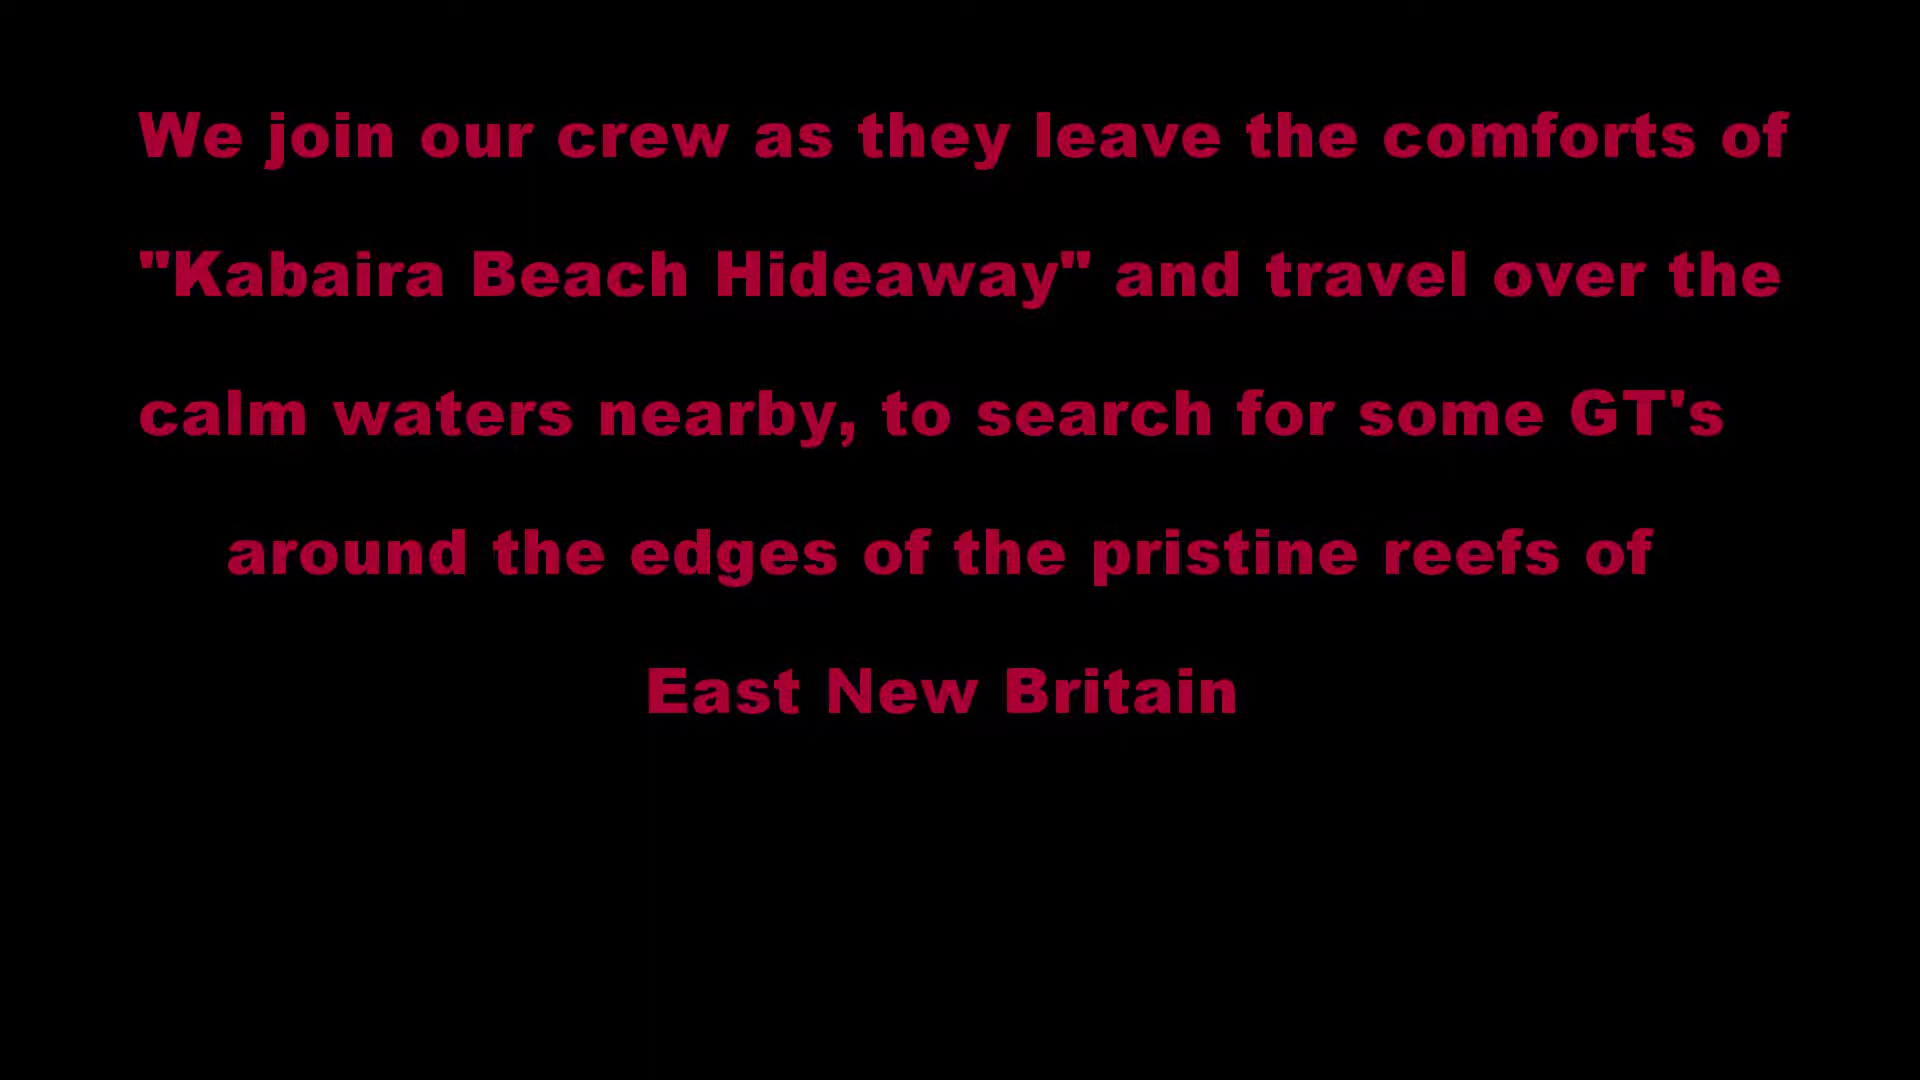 We join our crew as they leave the comforts of
"Kabaira Beach Hideaway" and travel over the
calm waters nearby, to search for some GT's
around the edges of the pristine reefs of
East New Britain